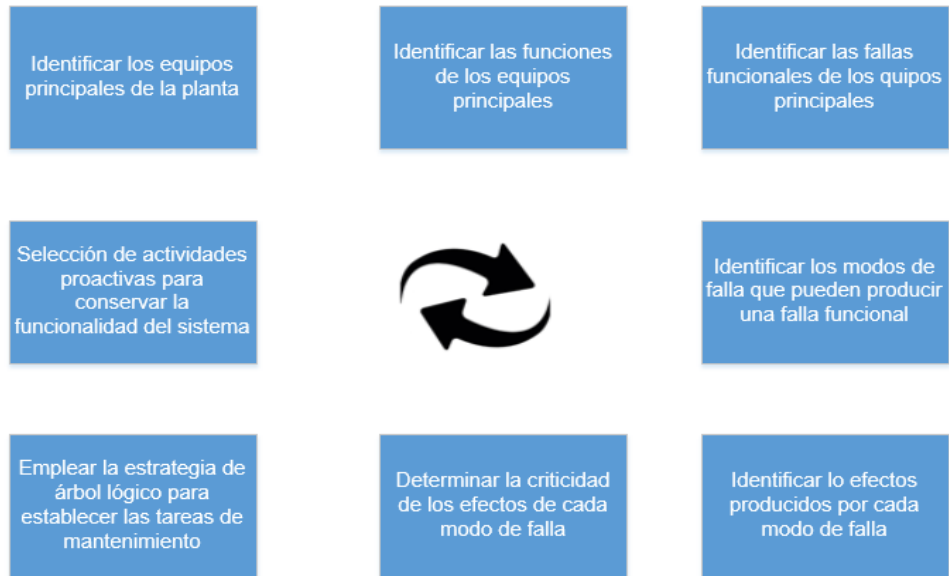 Identificar los equipos
principales de la planta
Identificar las funciones
de los equipos
principales
Identificar las fallas
funcionales de los quipos
principales
Selección de actividades
proactivas para
conservar la
funcionalidad del sistema
Identificar los modos de
falla que pueden producir
una falla funcional
Emplear la estrategia de
árbol lógico para
establecer las tareas de
mantenimiento
Determinar la criticidad
de los efectos de cada
modo de falla
Identificar lo efectos
producidos por cada
modo de falla